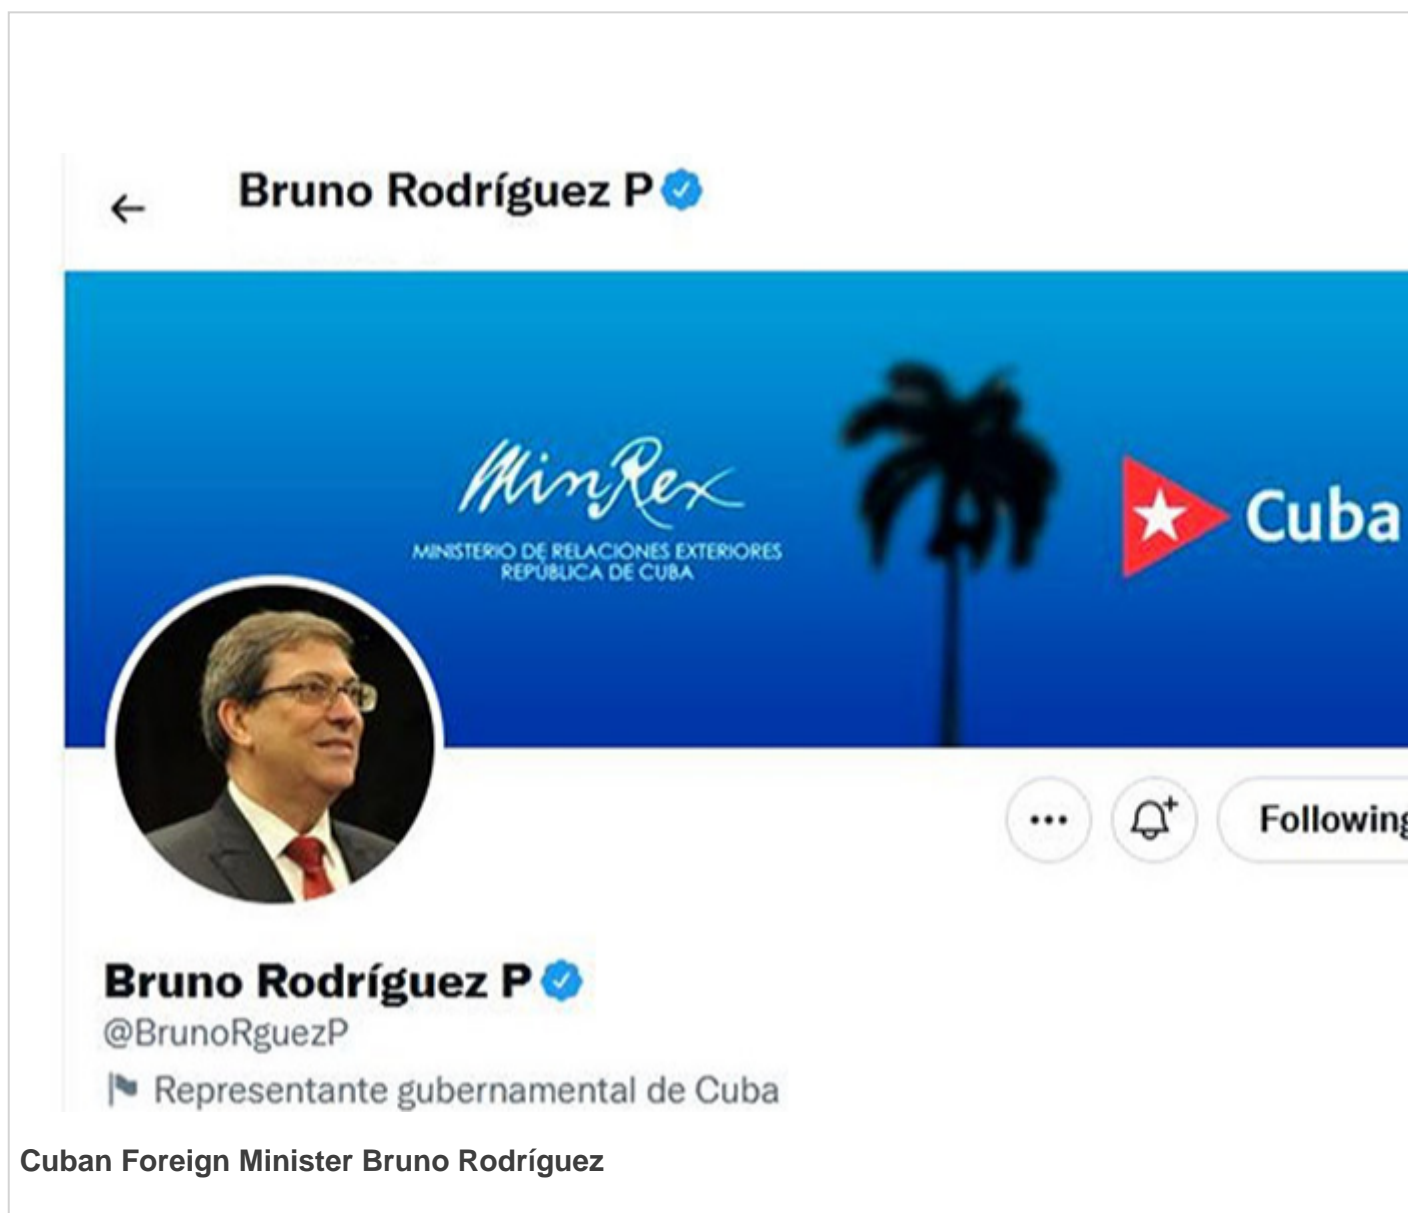 Bruno Rodríguez P
MinRex
MINISTERIO DE RELACIONES EXTERIORES
REPÚBLICA DE CUBA
Cuba
Following
Bruno Rodríguez P
@BrunoRguezP
Representante gubernamental de Cuba
Cuban Foreign Minister Bruno Rodríguez